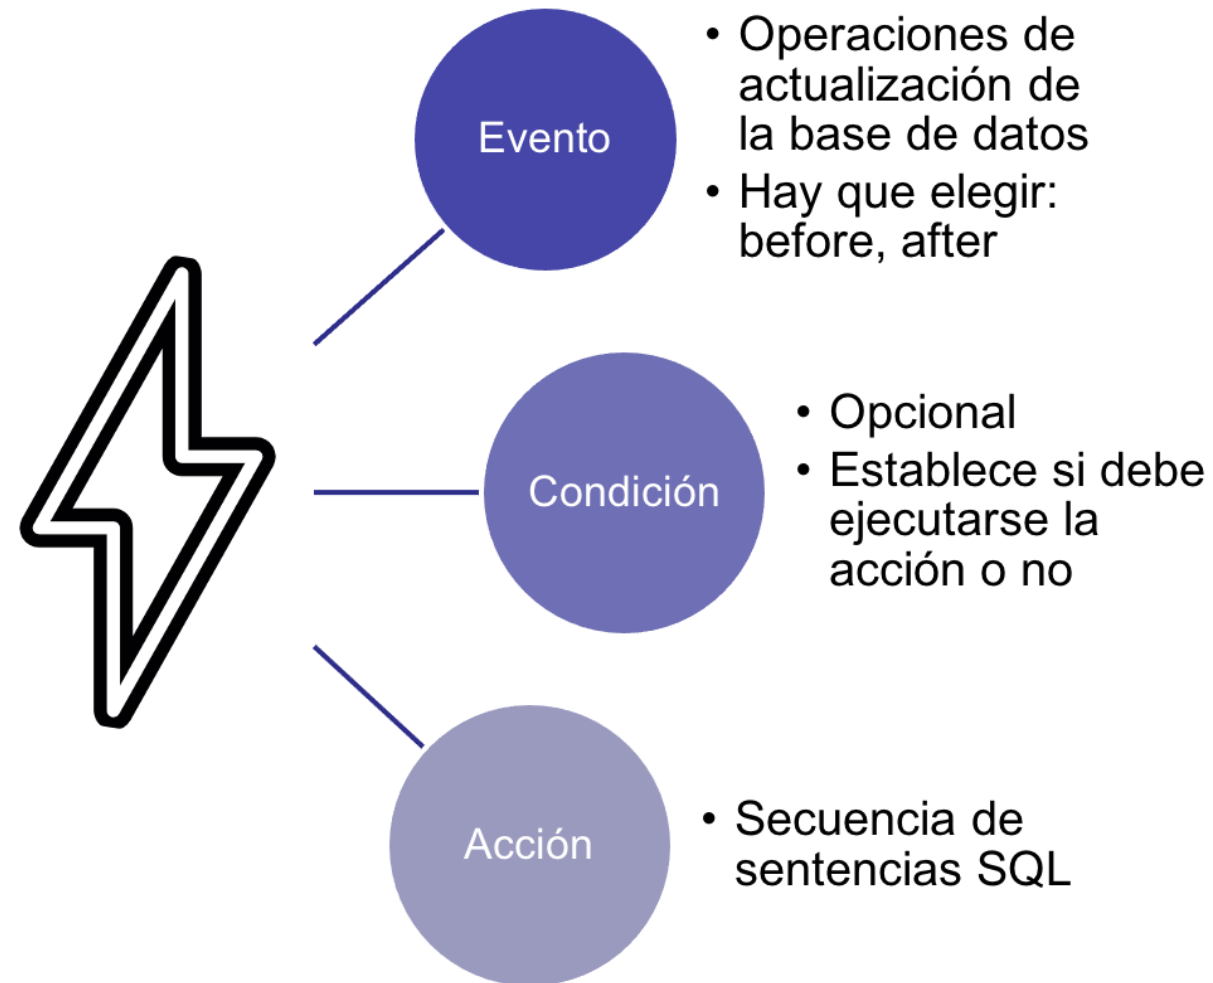 Evento
• Operaciones de
actualización de
la base de datos
• Hay que elegir:
before, after
Condición
• Opcional
• Establece si debe
ejecutarse la
acción o no
Acción
• Secuencia de
sentencias SQL